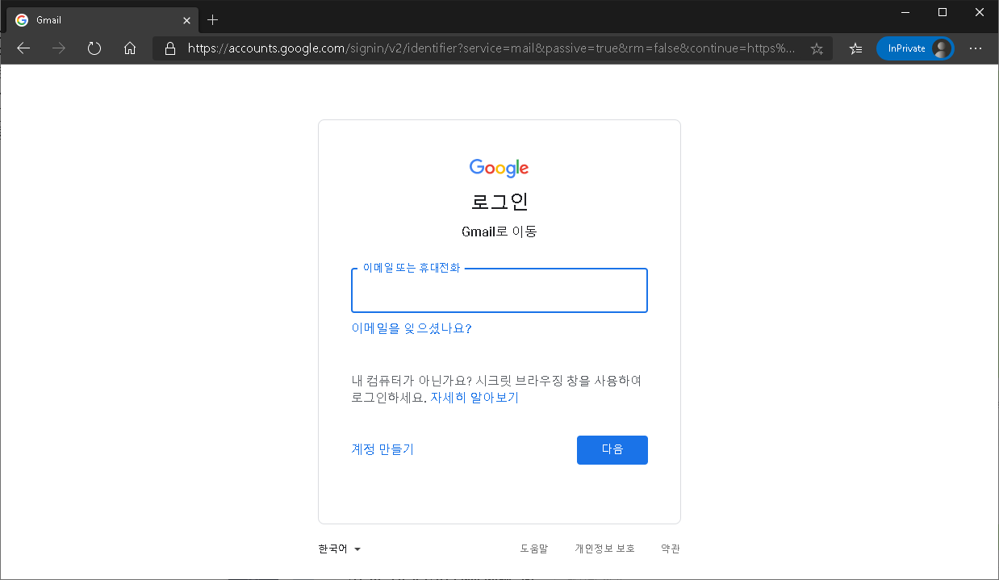 Gmail
https://accounts.google.com/signin/v2/identifier?service=mail&passive=true&rm=false&continue=https%...
InPrivate
Google
로그인
Gmail로 이동
이메일 또는 휴대전화
이메일을 잊으셨나요?
내 컴퓨터가 아닌가요? 시크릿 브라우징 창을 사용하여
로그인하세요. 자세히 알아보기
계정 만들기 다음
한국어 도움말 개인정보 보호 약관